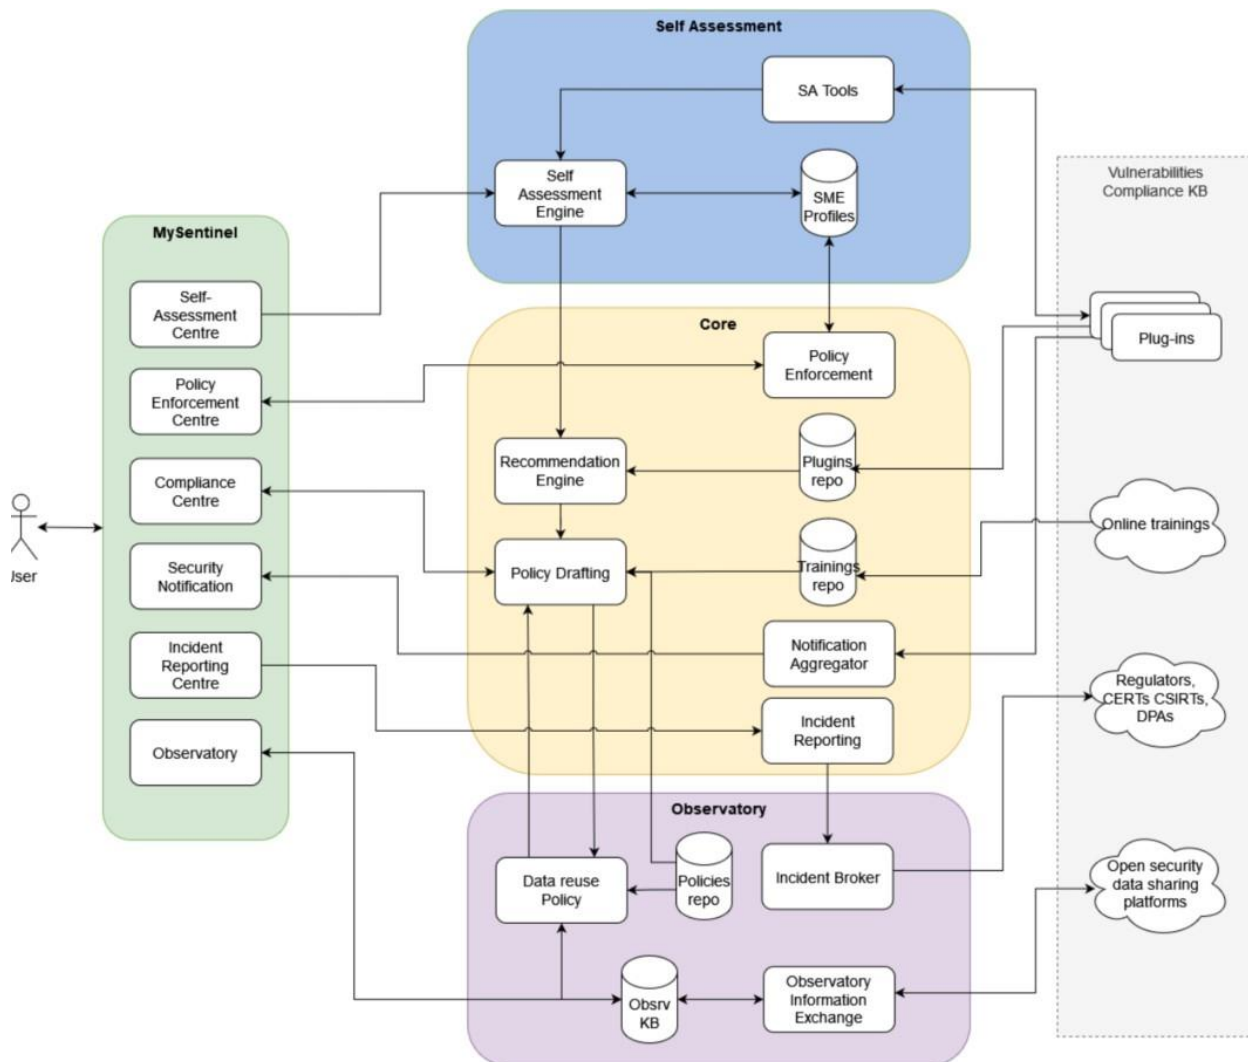 Self Assessment
SA Tools
Self
Assessment
Engine
SME
Profiles
Vulnerabilities
Compliance KB
MySentinel
Self-
Assessment
Centre
Policy
Enforcement
Centre
Compliance
Centre
Security
Notification
Incident
Reporting
Centre
Observatory
User
Core
Policy
Enforcement
Recommendation
Engine
Plugins
repo
Policy Drafting
Trainings
repo
Notification
Aggregator
Incident
Reporting
Plug-ins
Online trainings
Regulators,
CERTs CSIRTs,
DPAs
Open security
data sharing
platforms
Observatory
Data reuse
Policy
Policies
repo
Incident Broker
Obsrv
KB
Observatory
Information
Exchange